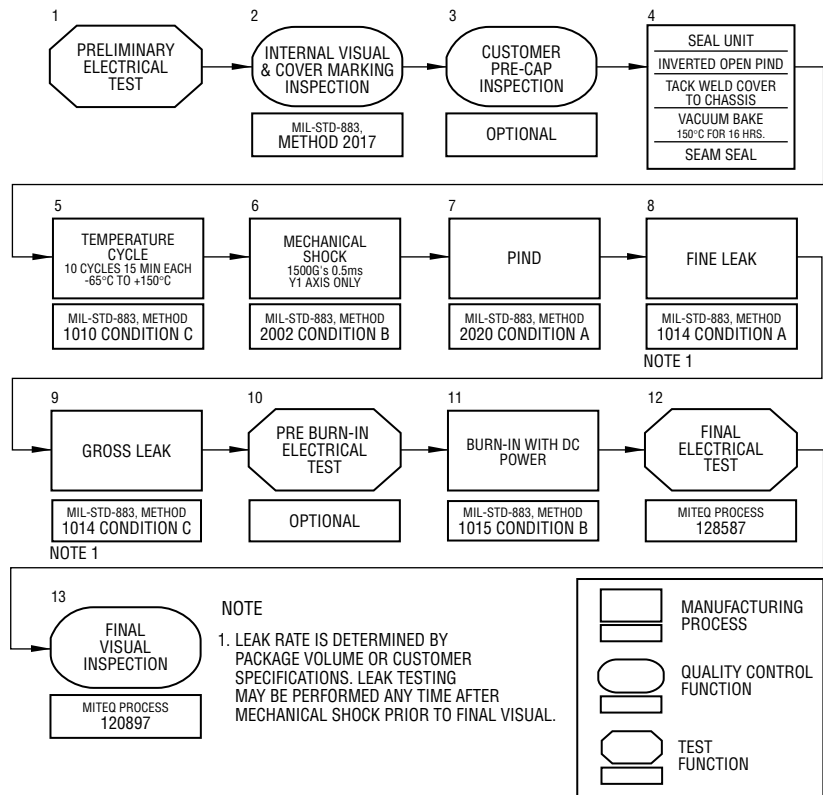 1
PRELIMINARY
ELECTRICAL
TEST
2
INTERNAL VISUAL
& COVER MARKING
INSPECTION
MIL-STD-883,
METHOD 2017
3
CUSTOMER
PRE-CAP
INSPECTION
OPTIONAL
4
SEAL UNIT
INVERTED OPEN PIND
TACK WELD COVER
TO CHASSIS
VACUUM BAKE
150°C FOR 16 HRS.
SEAM SEAL
5
TEMPERATURE
CYCLE
10 CYCLES 15 MIN EACH
-65°C TO +150°C
MIL-STD-883, METHOD
1010 CONDITION C
6
MECHANICAL
SHOCK
1500G's 0.5ms
Y1 AXIS ONLY
MIL-STD-883, METHOD
2002 CONDITION B
7
PIND
MIL-STD-883, METHOD
2020 CONDITION A
8
FINE LEAK
MIL-STD-883, METHOD
1014 CONDITION A
NOTE 1
9
GROSS LEAK
MIL-STD-883, METHOD
1014 CONDITION C
NOTE 1
10
PRE BURN-IN
ELECTRICAL
TEST
OPTIONAL
11
BURN-IN WITH DC
POWER
MIL-STD-883, METHOD
1015 CONDITION B
12
FINAL
ELECTRICAL
TEST
MITEQ PROCESS
128587
13
FINAL
VISUAL
INSPECTION
MITEQ PROCESS
120897
NOTE
1. LEAK RATE IS DETERMINED BY
PACKAGE VOLUME OR CUSTOMER
SPECIFICATIONS. LEAK TESTING
MAY BE PERFORMED ANY TIME AFTER
MECHANICAL SHOCK PRIOR TO FINAL VISUAL.
MANUFACTURING
PROCESS
QUALITY CONTROL
FUNCTION
TEST
FUNCTION